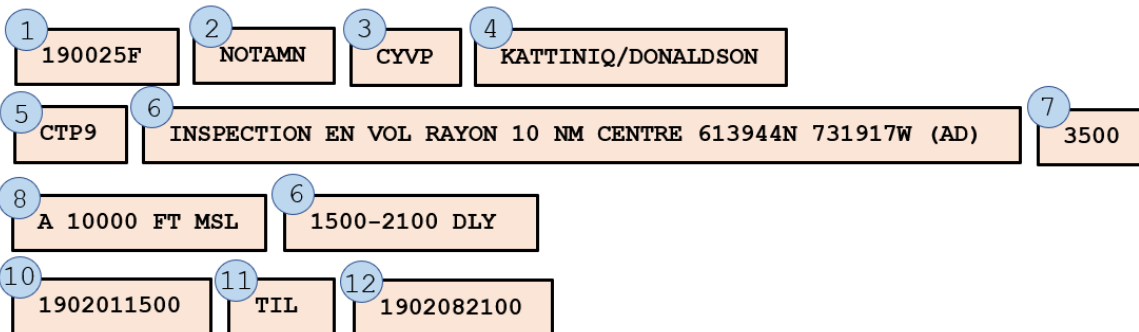 1 190025F 2 NOTAMN 3 CYVP 4 KATTINIQ/DONALDSON
5 CTP9 6 INSPECTION EN VOL RAYON 10 NM CENTRE 613944N 731917W (AD) 7 3500
8 A 10000 FT MSL 6 1500-2100 DLY
10 1902011500 11 TIL 12 1902082100